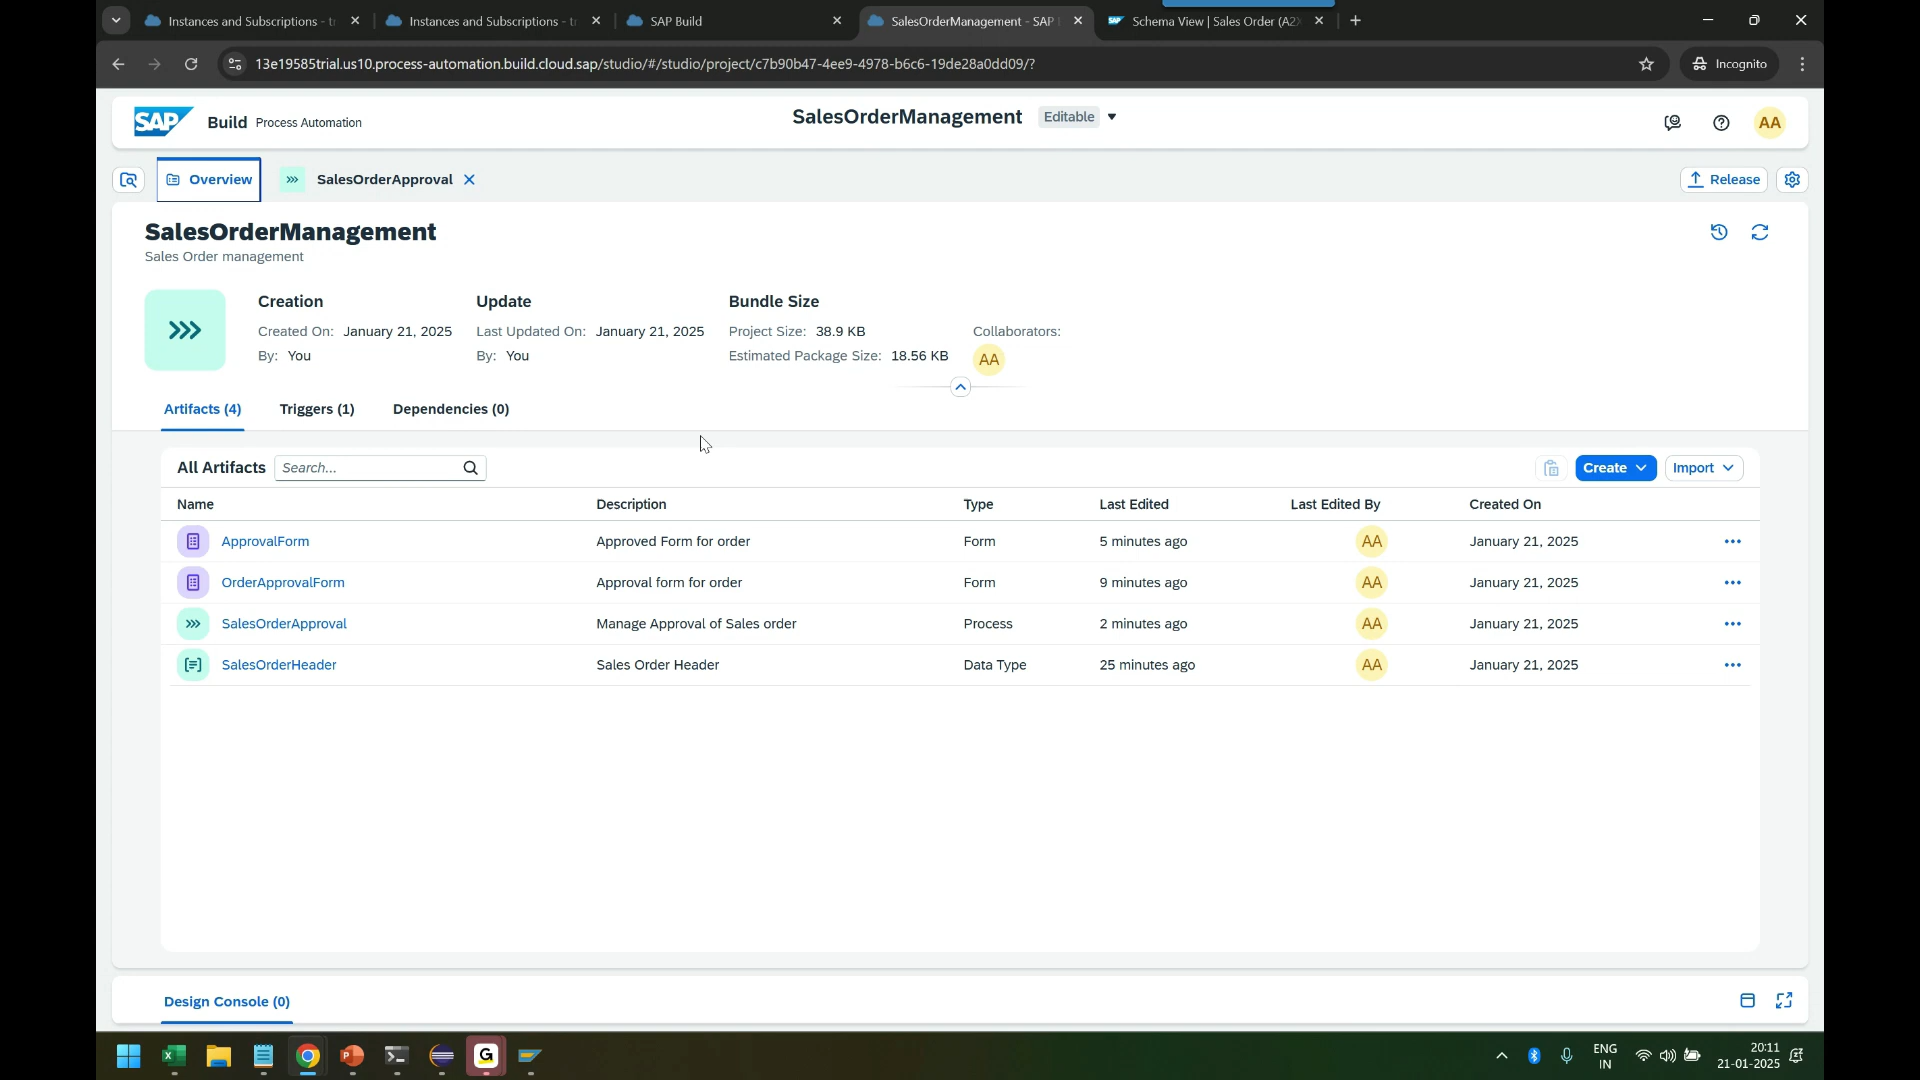 Instances and Subscriptions - tr
Instances and Subscriptions - tr
SAP Build
SalesOrderManagement - SAP
Schema View | Sales Order (A2
13e19585trial.us10.process-automation.build.cloud.sap/studio/#/studio/project/c7b90b47-4ee9-4978-b6c6-19de28a0dd09/?
Incognito
SAP Build Process Automation
SalesOrderManagement Editable
AA
Overview
SalesOrderApproval
Release
SalesOrderManagement
Sales Order management
Creation Update Bundle Size
Created On: January 21, 2025 Last Updated On: January 21, 2025 Project Size: 38.9 KB Collaborators:
By: You By: You Estimated Package Size: 18.56 KB AA
Artifacts (4) Triggers (1) Dependencies (0)
All Artifacts Search... Create Import
Name Description Type Last Edited Last Edited By Created On
ApprovalForm Approved Form for order Form 5 minutes ago AA January 21, 2025
OrderApprovalForm Approval form for order Form 9 minutes ago AA January 21, 2025
SalesOrderApproval Manage Approval of Sales order Process 2 minutes ago AA January 21, 2025
SalesOrderHeader Sales Order Header Data Type 25 minutes ago AA January 21, 2025
Design Console (0)
ENG
IN
20:11
21-01-2025